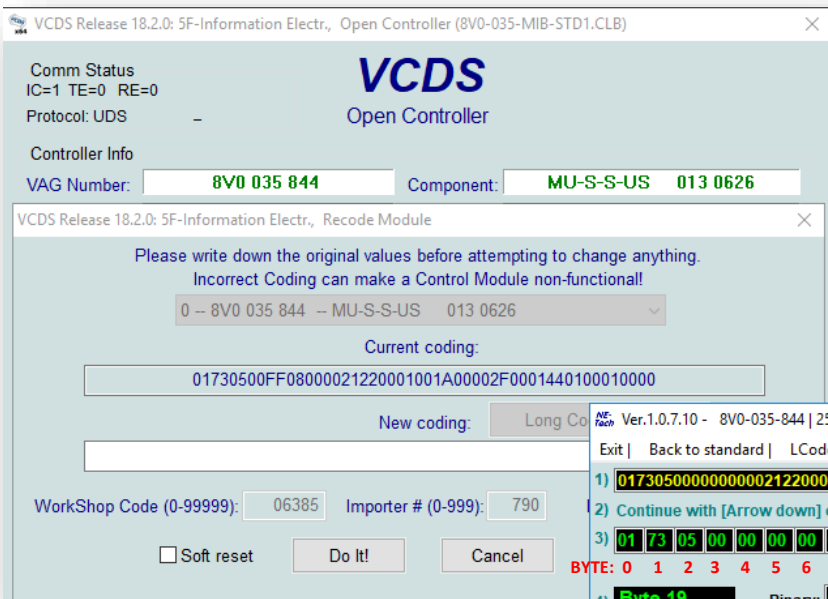 VCDS Release 18.2.0: 5F-Information Electr., Open Controller (8V0-035-MIB-STD1.CLB)
Comm Status
IC=1 TE=0 RE=0
Protocol: UDS
VCDS
Open Controller
Controller Info
VAG Number: 8V0 035 844 Component: MU-S-S-US 013 0626
VCDS Release 18.2.0: 5F-Information Electr., Recode Module
Please write down the original values before attempting to change anything.
Incorrect Coding can make a Control Module non-functional!
0 -- 8V0 035 844 -- MU-S-S-US 013 0626
Current coding:
01730500FF08000021220001001A00002F0001440100010000
New coding: Long Co
WorkShop Code (0-99999): 06385 Importer # (0-999): 790
Soft reset Do It! Cancel
NE-Tech Ver.1.0.7.10 - 8V0-035-844 | 25
Exit | Back to standard | LCod
1) 01730500000000002122000
2) Continue with [Arrow down]
3) 01 73 05 00 00 00 00
BYTE: 0 1 2 3 4 5 6
Byte 19